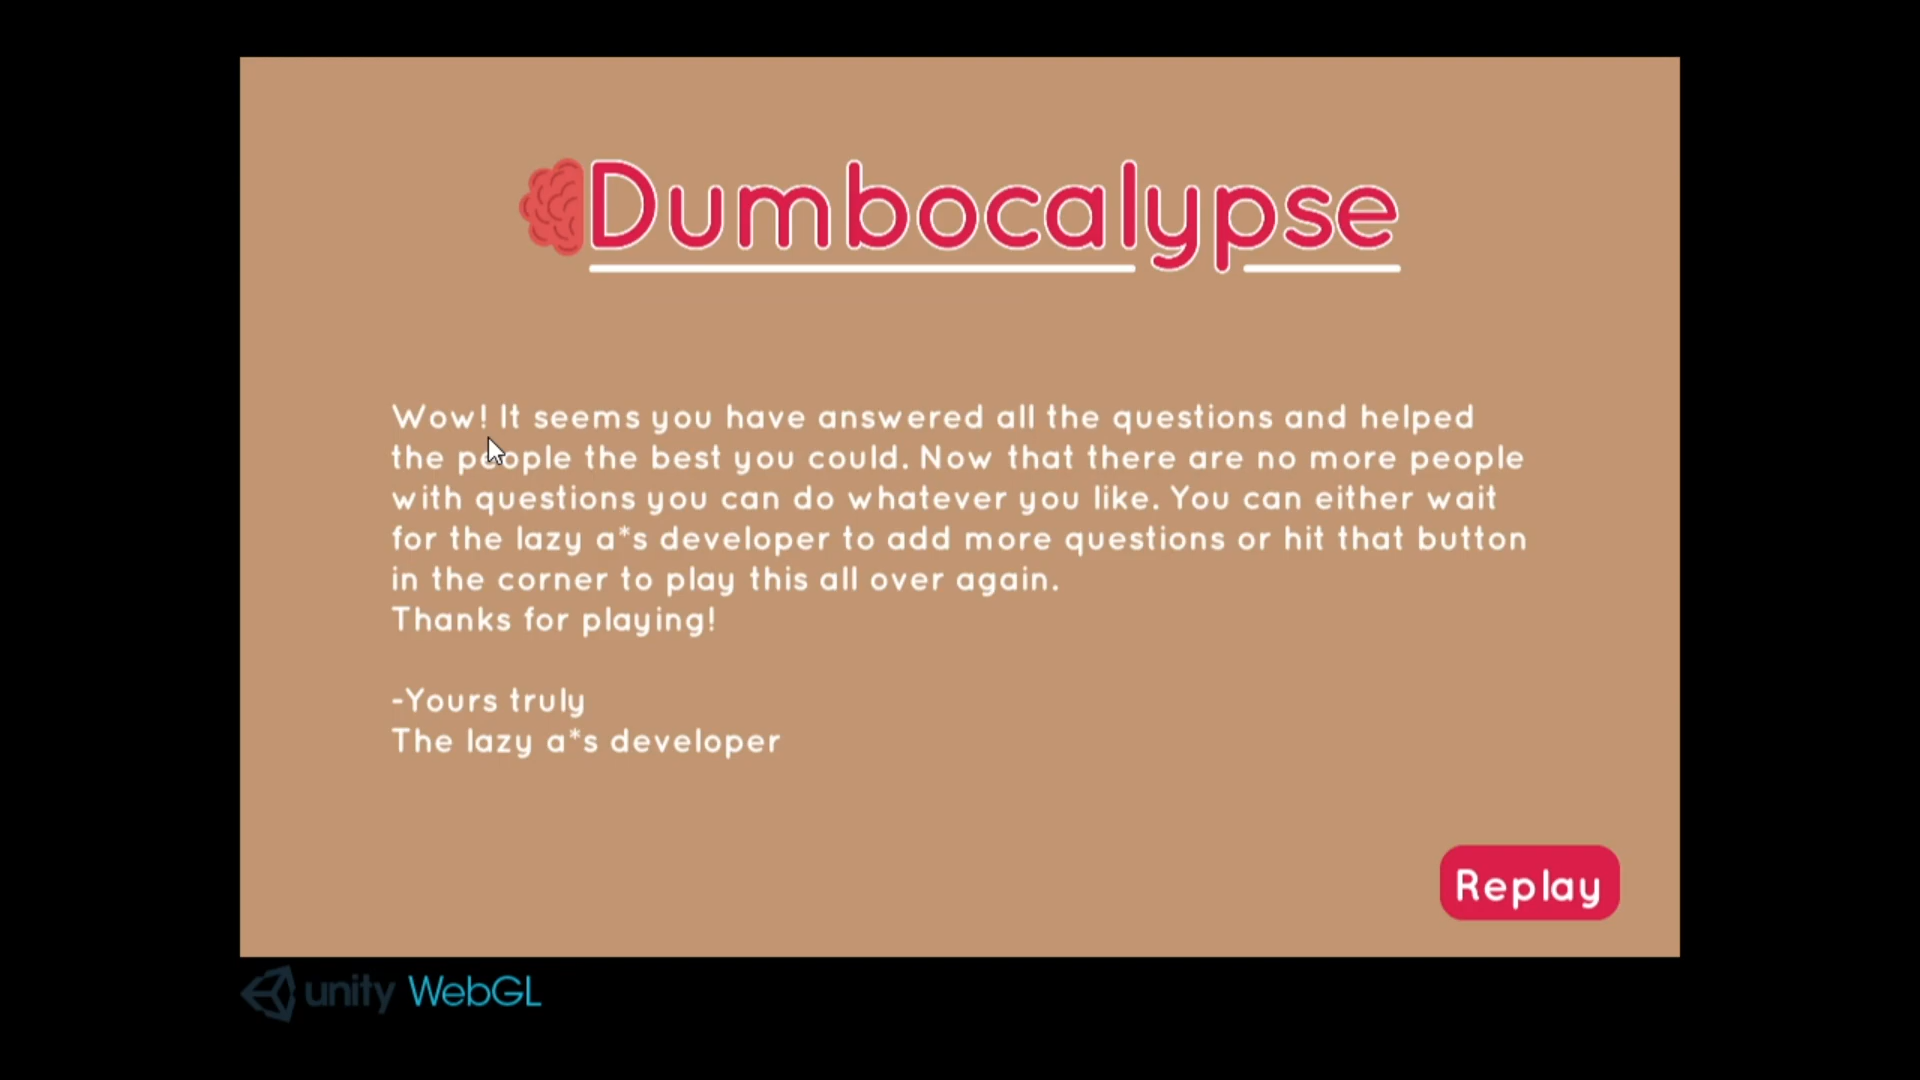 Dumbocalypse
Wow! It seems you have answered all the questions and helped
the people the best you could. Now that there are no more people
with questions you can do whatever you like. You can either wait
for the lazy a*s developer to add more questions or hit that button
in the corner to play this all over again.
Thanks for playing!
-Yours truly
The lazy a*s developer
Replay
unity WebGL